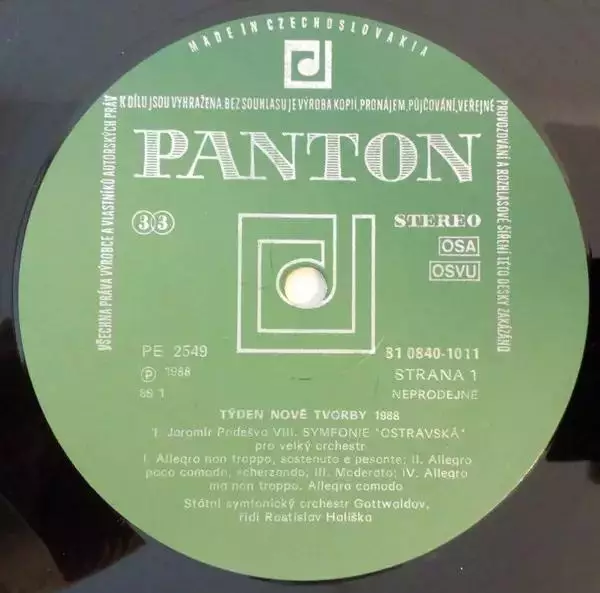 MADE IN CZECHOSLOVAKIA
VŠECHNA PRÁVA VÝROBCE A VLASTNÍKŮ AUTORSKÝCH PRÁV
K DÍLU JSOU VYHRAŽENA. BEZ SOUHLASU JE VÝROBA KOPIÍ, PRONÁJEM, PŮJČOVÁNÍ, VEŘEJNÉ
PROVOZOVÁNÍ A ROZHLASOVÉ ŠÍŘENÍ TÉTO DESKY ZAKÁZÁNO
PANTON
33
STEREO
OSA
OSVU
PE 2549
81 0840-1011
Ⓟ 1988
STRANA 1
88 1
NEPRODEJNÉ
TÝDEN NOVÉ TVORBY 1988
1. Jaromír Podešva VIII. SYMFONIE "OSTRAVSKÁ"
pro velký orchestr
I. Allegro non troppo, sostenuto e pesante; II. Allegro
poco comodo, scherzando; III. Moderato; IV. Allegro
ma non troppo. Allegro comodo
Státní symfonický orchestr Gottwaldov,
řídí Rostislav Hališka